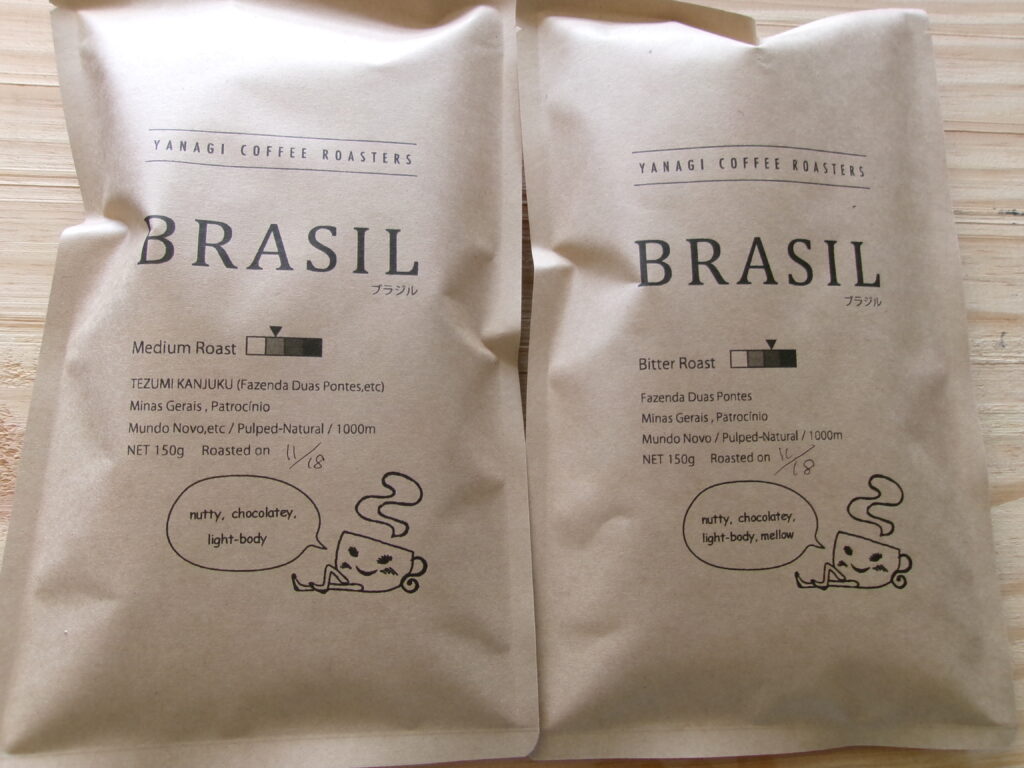 YANAGI COFFEE ROASTERS
BRASIL
ブラジル
Medium Roast
TEZUMI KANJUKU (Fazenda Duas Pontes,etc)
Minas Gerais , Patrocínio
Mundo Novo,etc / Pulped-Natural / 1000m
NET 150g Roasted on 11/18
nutty, chocolatey,
light-body
YANAGI COFFEE ROASTERS
BRASIL
ブラジル
Bitter Roast
Fazenda Duas Pontes
Minas Gerais , Patrocínio
Mundo Novo / Pulped-Natural / 1000m
NET 150g Roasted on 11/18
nutty, chocolatey,
light-body, mellow